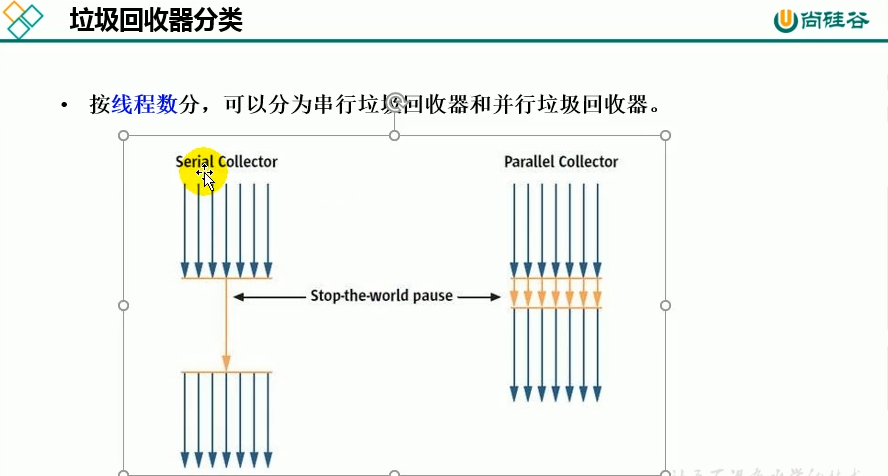 垃圾回收器分类
尚硅谷
• 按线程数分，可以分为串行垃圾回收器和并行垃圾回收器。
Serial Collector
Parallel Collector
Stop-the-world pause